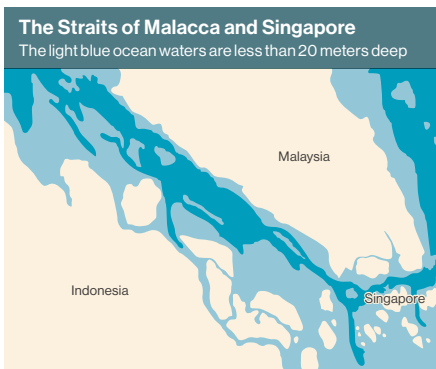 The Straits of Malacca and Singapore
The light blue ocean waters are less than 20 meters deep
Malaysia
Indonesia
Singapore